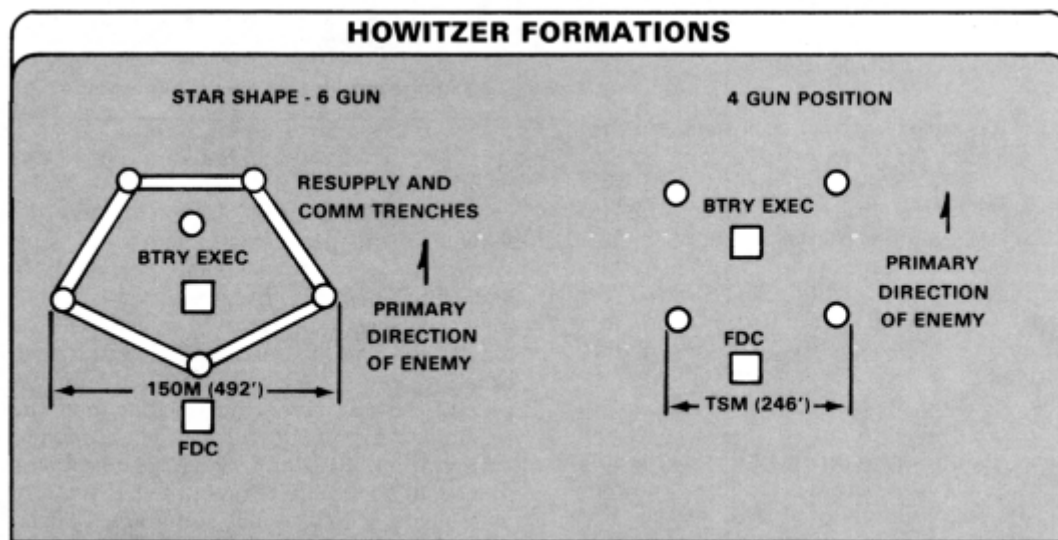 HOWITZER FORMATIONS
STAR SHAPE - 6 GUN
RESUPPLY AND
COMM TRENCHES
BTRY EXEC
PRIMARY
DIRECTION
OF ENEMY
150M (492')
FDC
4 GUN POSITION
BTRY EXEC
PRIMARY
DIRECTION
OF ENEMY
FDC
TSM (246')